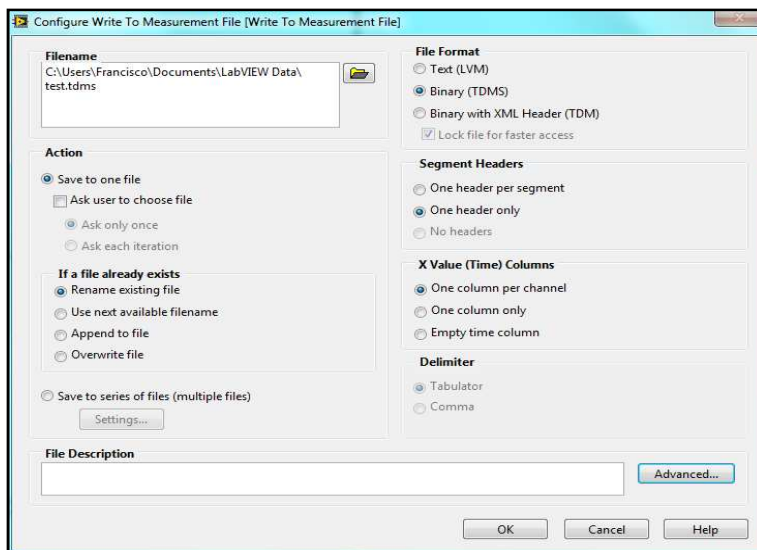 Configure Write To Measurement File [Write To Measurement File]
Filename
C:\Users\Francisco\Documents\LabVIEW Data\
test.tdms
Action
Save to one file
Ask user to choose file
Ask only once
Ask each iteration
If a file already exists
Rename existing file
Use next available filename
Append to file
Overwrite file
Save to series of files (multiple files)
Settings...
File Format
Text (LVM)
Binary (TDMS)
Binary with XML Header (TDM)
Lock file for faster access
Segment Headers
One header per segment
One header only
No headers
X Value (Time) Columns
One column per channel
One column only
Empty time column
Delimiter
Tabulator
Comma
File Description
Advanced...
OK
Cancel
Help